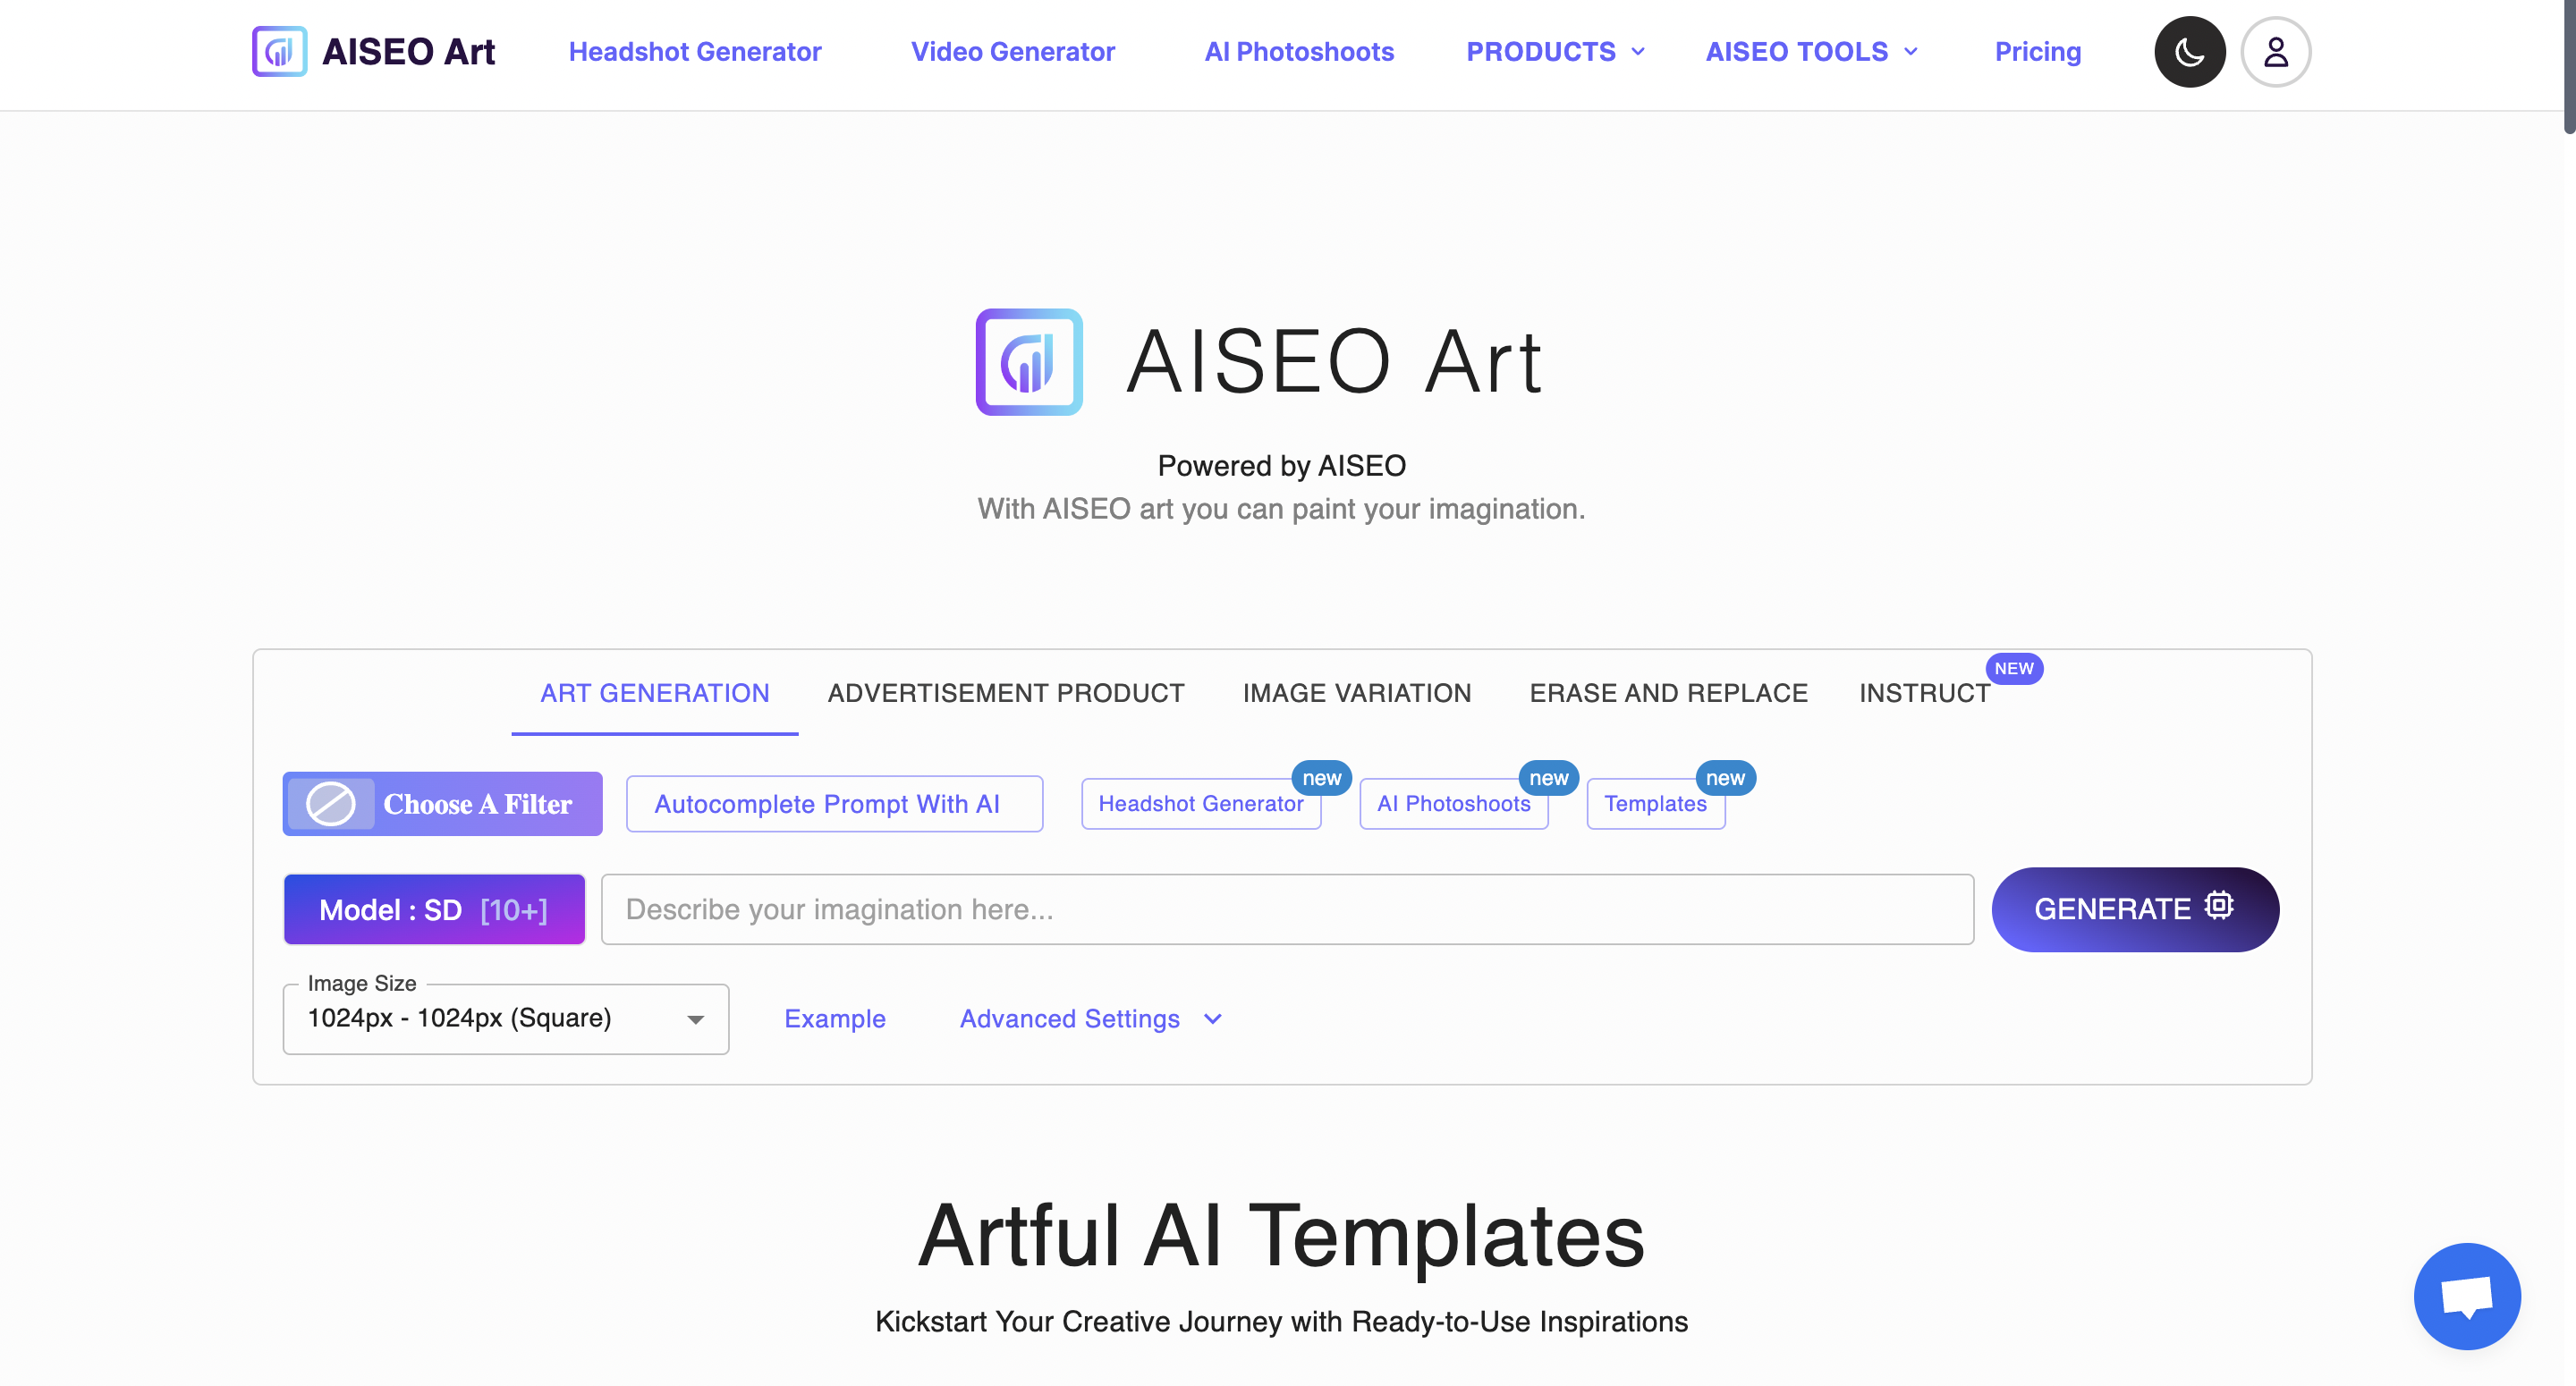 AISEO Art
Headshot Generator
Video Generator
AI Photoshoots
PRODUCTS
AISEO TOOLS
Pricing
AISEO Art
Powered by AISEO
With AISEO art you can paint your imagination.
ART GENERATION
ADVERTISEMENT PRODUCT
IMAGE VARIATION
ERASE AND REPLACE
INSTRUCT
NEW
Choose A Filter
Autocomplete Prompt With AI
Headshot Generator
new
AI Photoshoots
new
Templates
new
Model : SD [10+]
Describe your imagination here...
GENERATE
Image Size
1024px - 1024px (Square)
Example
Advanced Settings
Artful AI Templates
Kickstart Your Creative Journey with Ready-to-Use Inspirations